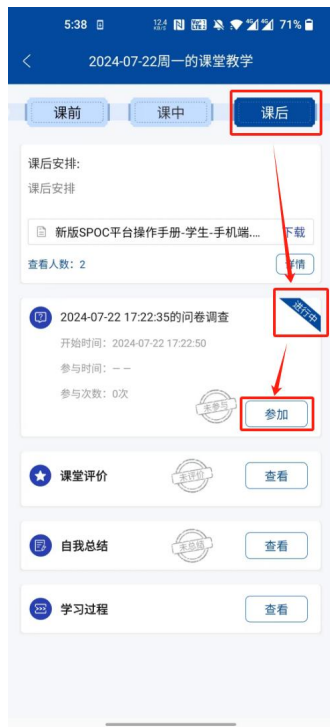 5:38
12.4 KB/S
4G 4G 71%
2024-07-22周一的课堂教学
课前 课中 课后
课后安排:
课后安排
新版SPOC平台操作手册-学生-手机端.... 下载
查看人数: 2
详情
进行中
2024-07-22 17:22:35的问卷调查
开始时间: 2024-07-22 17:22:50
参与时间: — —
参与次数: 0次
未参与
参加
课堂评价 未评价 查看
自我总结 未总结 查看
学习过程 查看